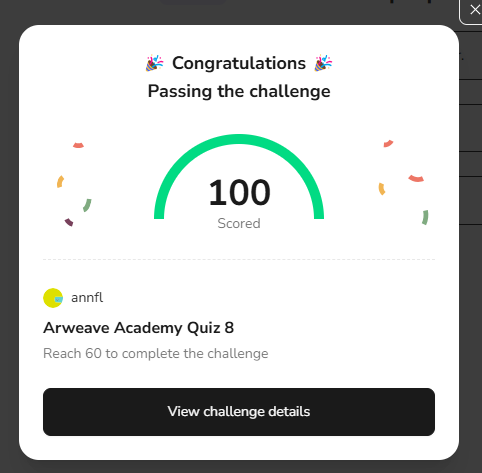 🎉 Congratulations 🎉
Passing the challenge
100
Scored
annfl
Arweave Academy Quiz 8
Reach 60 to complete the challenge
View challenge details